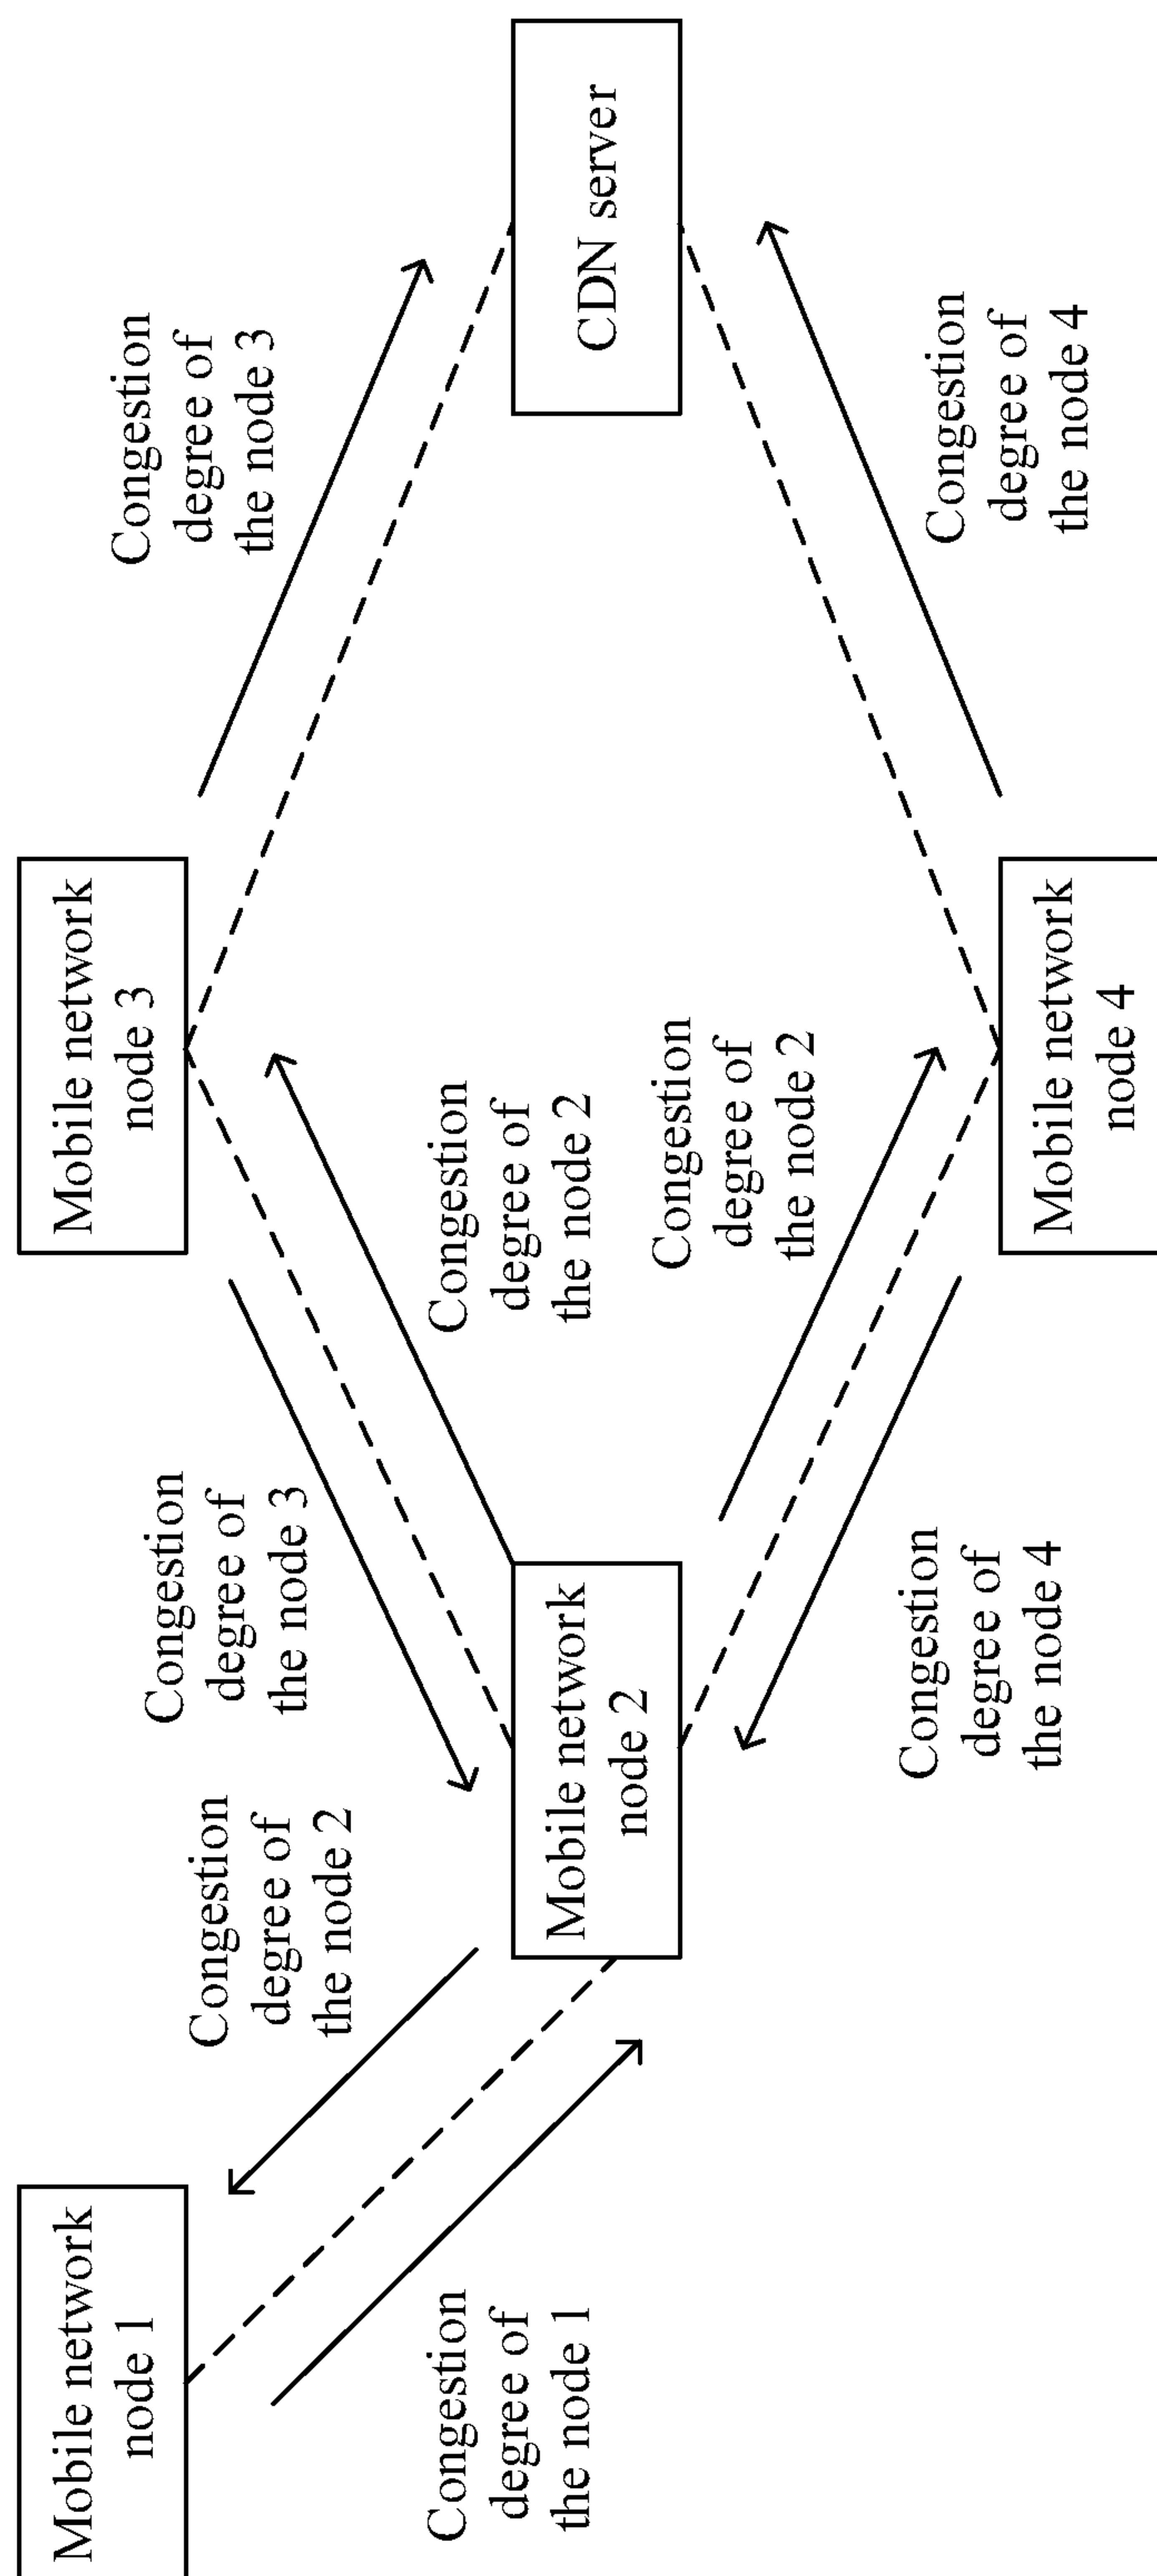 Mobile network
node 1
Congestion
degree of
the node 1
Congestion
degree of
the node 2
Mobile network
node 2
Congestion
degree of
the node 3
Congestion
degree of
the node 4
Congestion
degree of
the node 2
Congestion
degree of
the node 2
Mobile network
node 3
Mobile network
node 4
Congestion
degree of
the node 3
Congestion
degree of
the node 4
CDN server